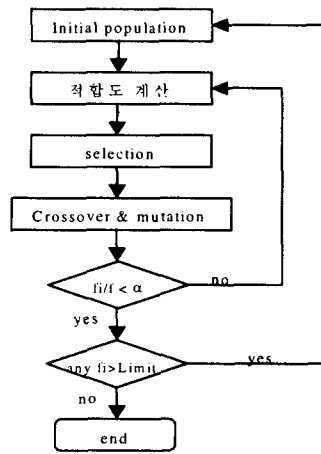 Initial population
적합도 계산
selection
Crossover & mutation
fi/f < α
no
yes
any fi>Limit
yes
no
end